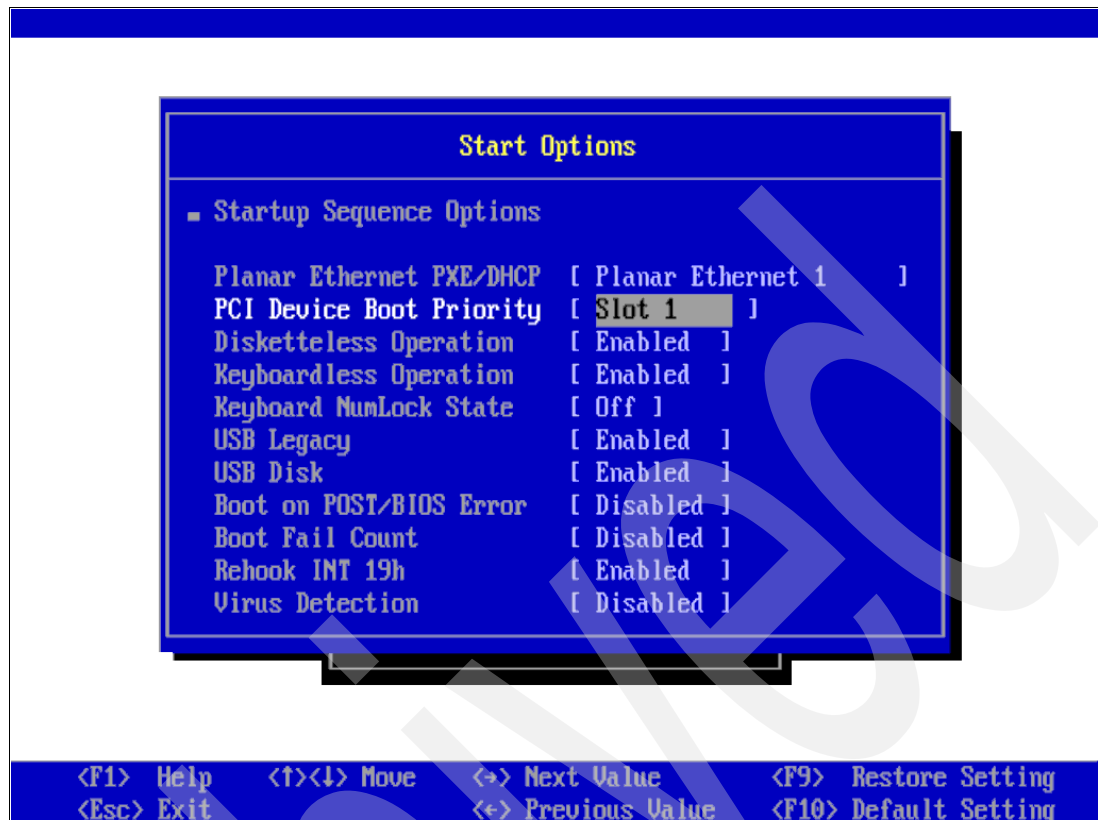 Start Options
Startup Sequence Options
Planar Ethernet PXE/DHCP [ Planar Ethernet 1 ]
PCI Device Boot Priority [ Slot 1 ]
Disketteless Operation [ Enabled ]
Keyboardless Operation [ Enabled ]
Keyboard NumLock State [ Off ]
USB Legacy [ Enabled ]
USB Disk [ Enabled ]
Boot on POST/BIOS Error [ Disabled ]
Boot Fail Count [ Disabled ]
Rehook INT 19h [ Enabled ]
Virus Detection [ Disabled ]
<F1> Help <↑><↓> Move <→> Next Value <F9> Restore Setting
<Esc> Exit <←> Previous Value <F10> Default Setting